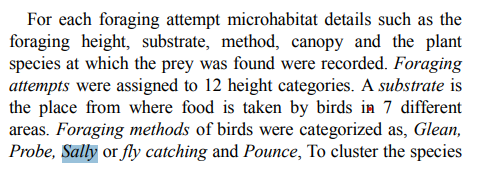 For each foraging attempt microhabitat details such as the
foraging height, substrate, method, canopy and the plant
species at which the prey was found were recorded. Foraging
attempts were assigned to 12 height categories. A substrate is
the place from where food is taken by birds in 7 different
areas. Foraging methods of birds were categorized as, Glean,
Probe, Sally or fly catching and Pounce, To cluster the species